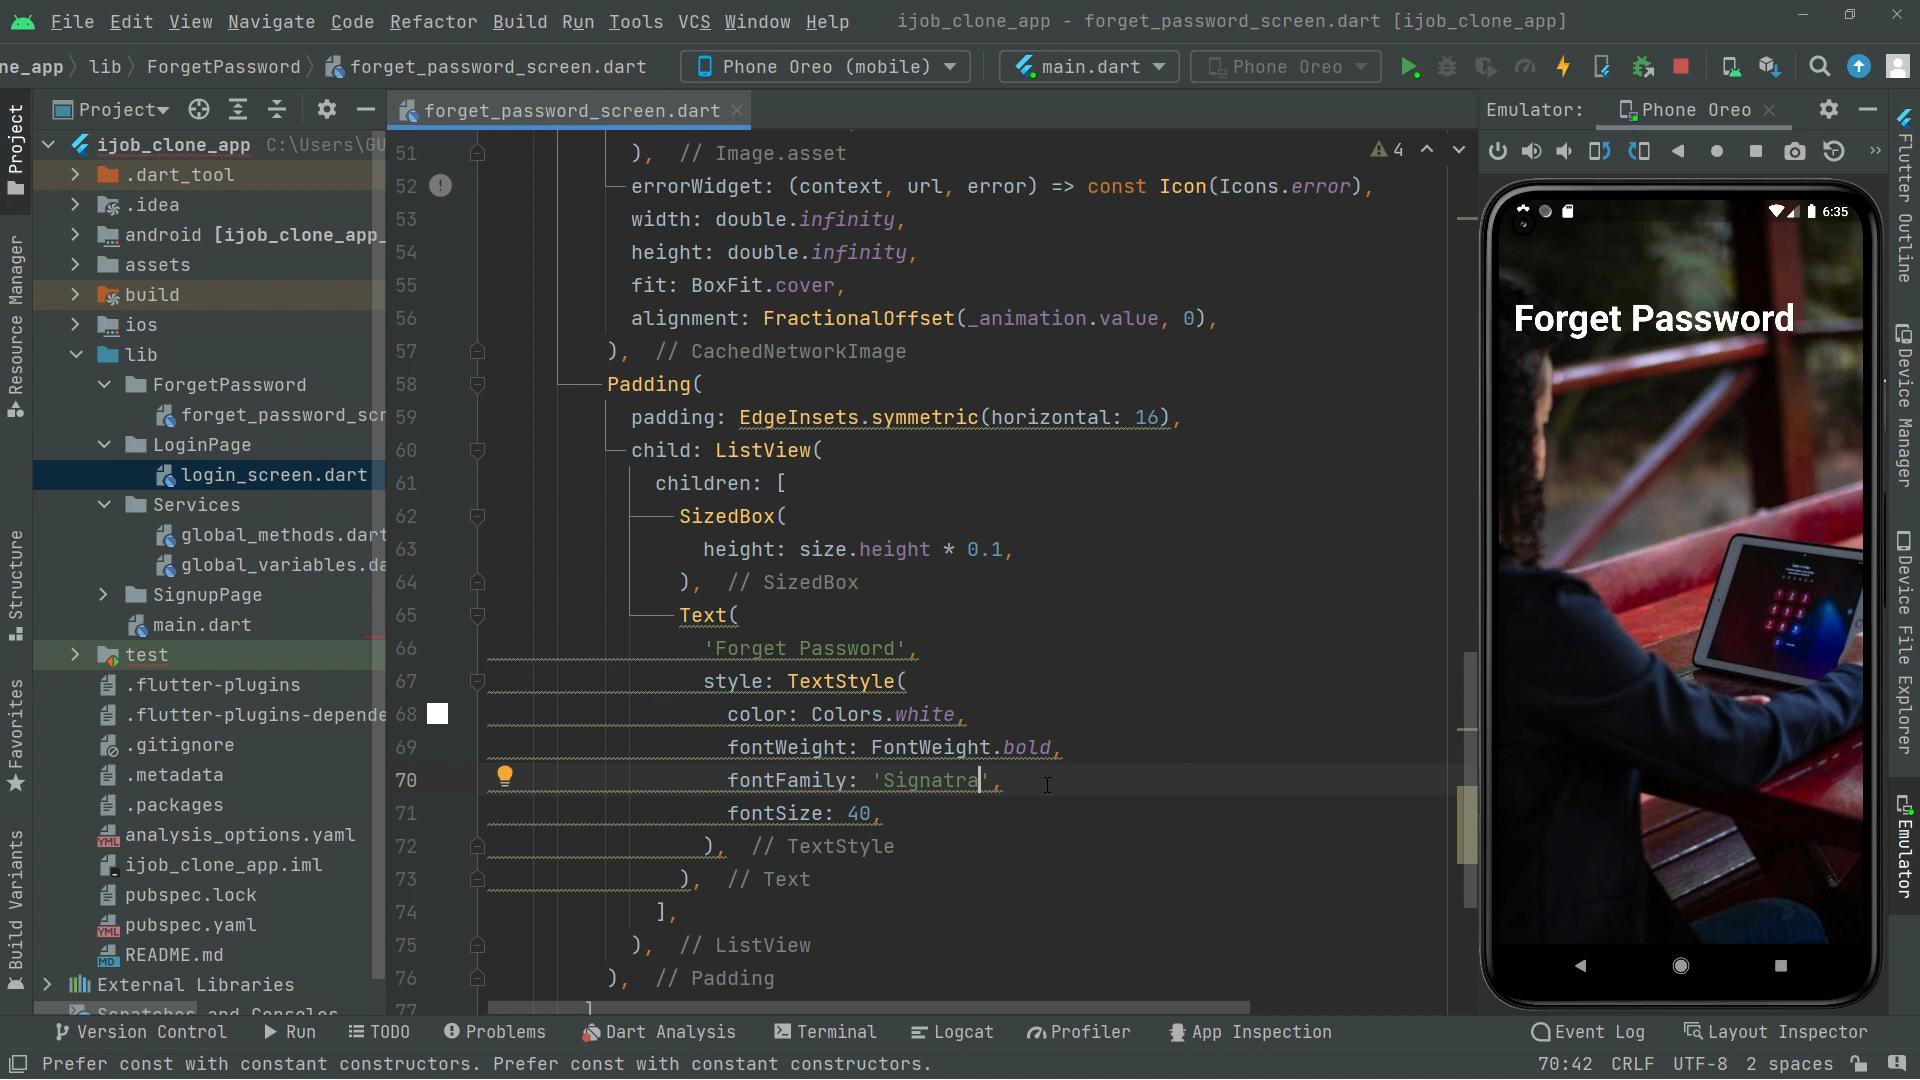 File Edit View Navigate Code Refactor Build Run Tools VCS Window Help ijob_clone_app - forget_password_screen.dart [ijob_clone_app]
ne_app lib ForgetPassword forget_password_screen.dart Phone Oreo (mobile) main.dart Phone Oreo
Project forget_password_screen.dart Emulator: Phone Oreo
ijob_clone_app C:\Users\GU
.dart_tool
.idea
android [ijob_clone_app_
assets
build
ios
lib
ForgetPassword
forget_password_scr
LoginPage
login_screen.dart
Services
global_methods.dart
global_variables.da
SignupPage
main.dart
test
.flutter-plugins
.flutter-plugins-depende
.gitignore
.metadata
.packages
analysis_options.yaml
ijob_clone_app.iml
pubspec.lock
pubspec.yaml
README.md
External Libraries
Scratches and Consoles
Project
Resource Manager
Structure
Favorites
Build Variants
4
51 ), // Image.asset
52 errorWidget: (context, url, error) => const Icon(Icons.error),
53 width: double.infinity,
54 height: double.infinity,
55 fit: BoxFit.cover,
56 alignment: FractionalOffset(_animation.value, 0),
57 ), // CachedNetworkImage
58 Padding(
59 padding: EdgeInsets.symmetric(horizontal: 16),
60 child: ListView(
61 children: [
62 SizedBox(
63 height: size.height * 0.1,
64 ), // SizedBox
65 Text(
66 'Forget Password',
67 style: TextStyle(
68 color: Colors.white,
69 fontWeight: FontWeight.bold,
70 fontFamily: 'Signatra',
71 fontSize: 40,
72 ), // TextStyle
73 ), // Text
74 ],
75 ), // ListView
76 ), // Padding
77 ]
6:35
Forget Password
Flutter Outline
Device Manager
Device File Explorer
Emulator
Version Control Run TODO Problems Dart Analysis Terminal Logcat Profiler App Inspection Event Log Layout Inspector
Prefer const with constant constructors. Prefer const with constant constructors. 70:42 CRLF UTF-8 2 spaces